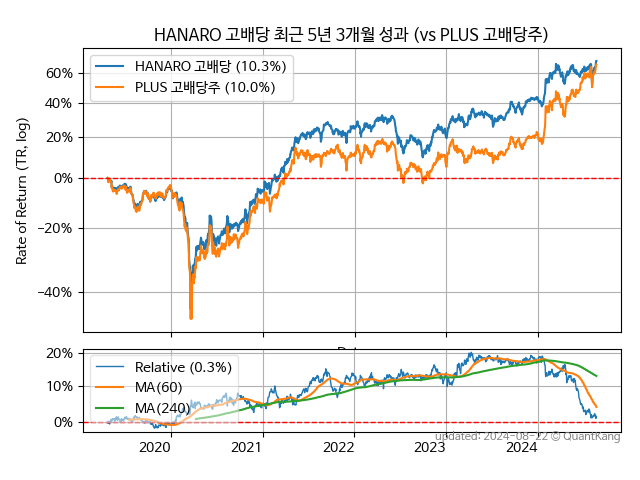 HANARO 고배당 최근 5년 3개월 성과 (vs PLUS 고배당주)
HANARO 고배당 (10.3%)
PLUS 고배당주 (10.0%)
60%
40%
20%
0%
−20%
−40%
Rate of Return (TR, log)
Relative (0.3%)
MA(60)
MA(240)
20%
10%
0%
2020
2021
2022
2023
2024
updated: 2024-08-22 © QuantKang